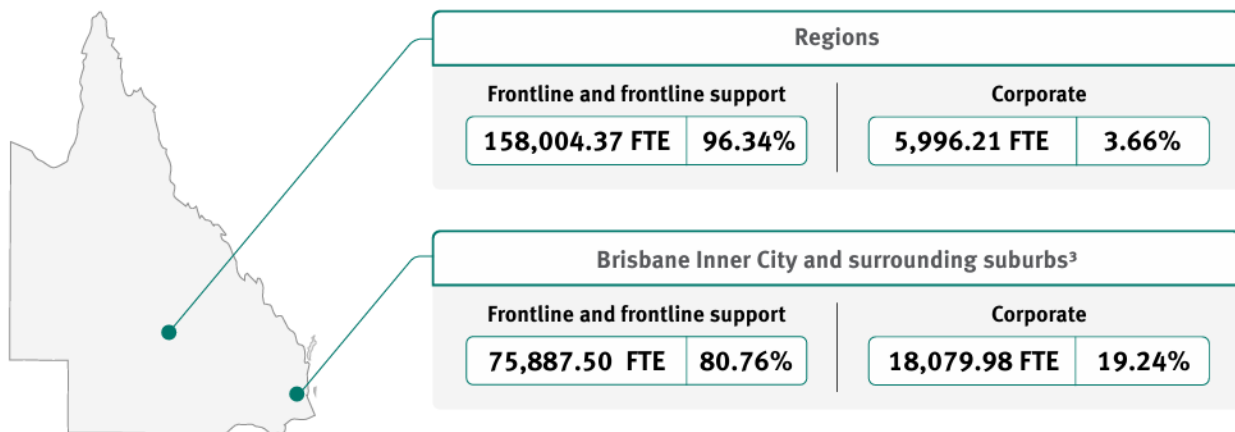 Regions
Frontline and frontline support
Corporate
158,004.37 FTE
96.34%
5,996.21 FTE
3.66%
Brisbane Inner City and surrounding suburbs³
Frontline and frontline support
Corporate
75,887.50 FTE
80.76%
18,079.98 FTE
19.24%